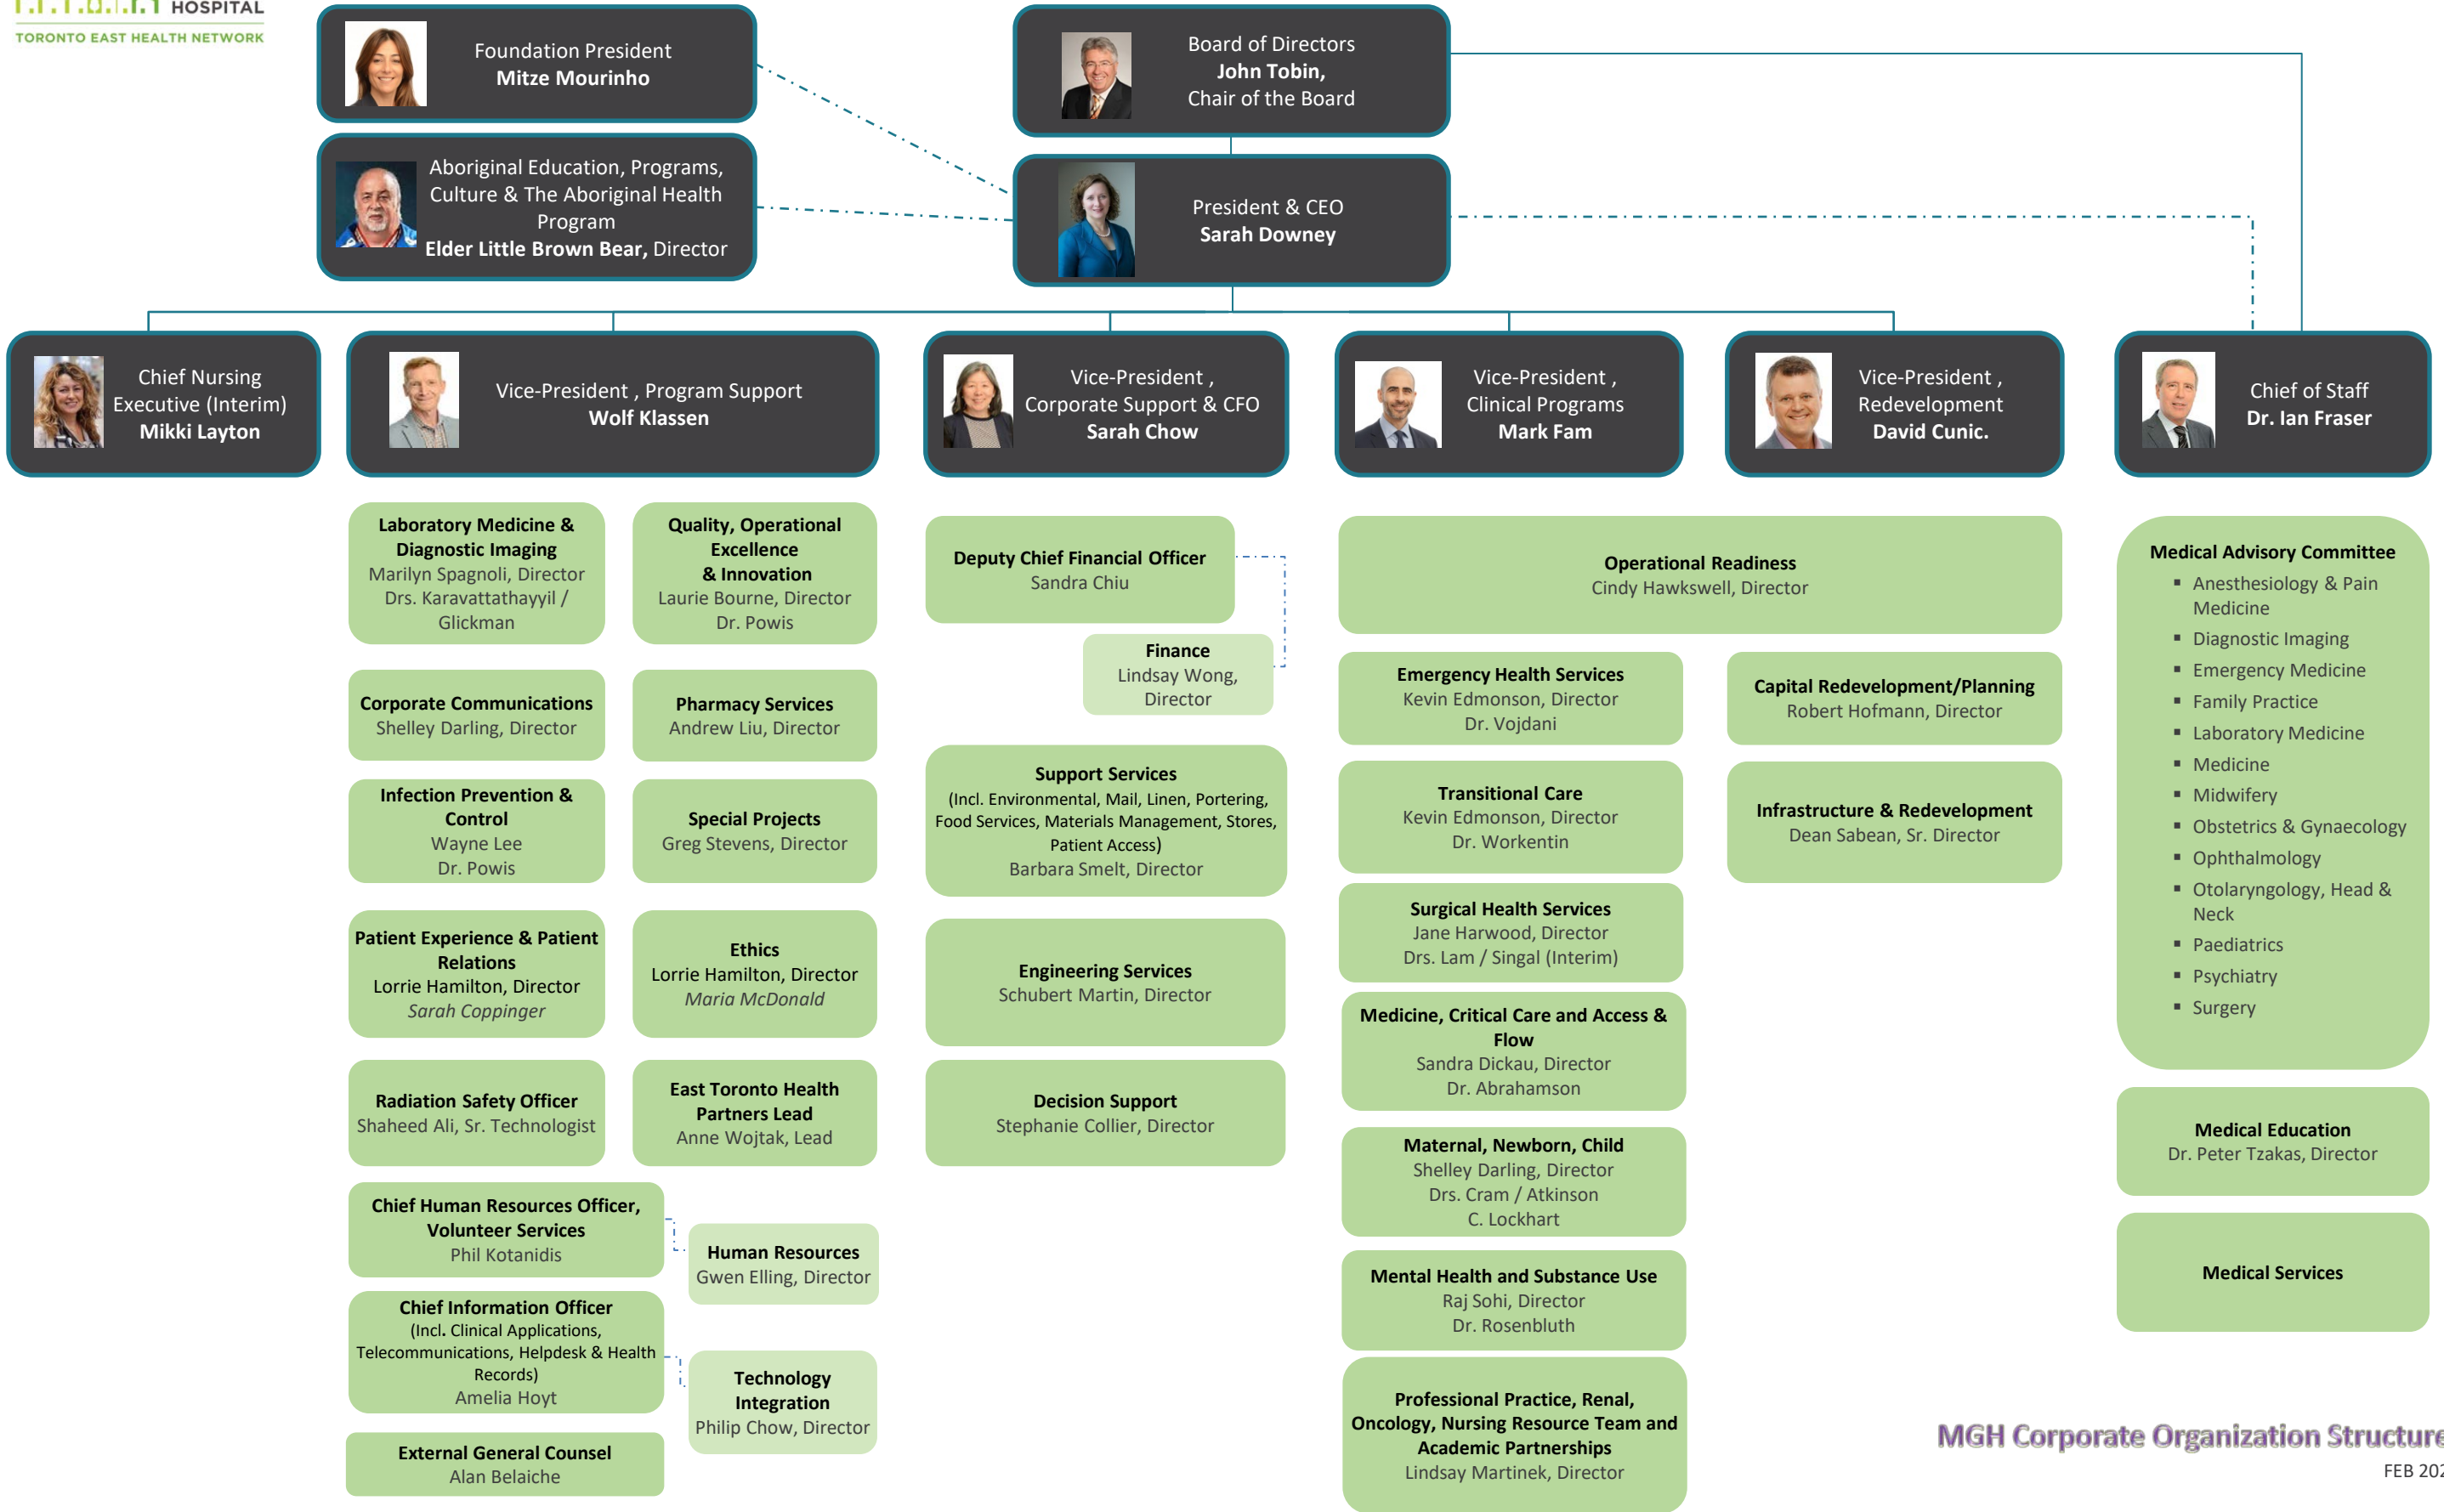 HOSPITAL
TORONTO EAST HEALTH NETWORK
Foundation President
Mitze Mourinho
Board of Directors
John Tobin,
Chair of the Board
Aboriginal Education, Programs,
Culture & The Aboriginal Health
Program
Elder Little Brown Bear, Director
President & CEO
Sarah Downey
Chief Nursing
Executive (Interim)
Mikki Layton
Vice-President , Program Support
Wolf Klassen
Vice-President ,
Corporate Support & CFO
Sarah Chow
Vice-President ,
Clinical Programs
Mark Fam
Vice-President ,
Redevelopment
David Cunic.
Chief of Staff
Dr. Ian Fraser
Laboratory Medicine &
Diagnostic Imaging
Marilyn Spagnoli, Director
Drs. Karavattathayyil /
Glickman
Quality, Operational
Excellence
& Innovation
Laurie Bourne, Director
Dr. Powis
Corporate Communications
Shelley Darling, Director
Pharmacy Services
Andrew Liu, Director
Infection Prevention &
Control
Wayne Lee
Dr. Powis
Special Projects
Greg Stevens, Director
Patient Experience & Patient
Relations
Lorrie Hamilton, Director
Sarah Coppinger
Ethics
Lorrie Hamilton, Director
Maria McDonald
Radiation Safety Officer
Shaheed Ali, Sr. Technologist
East Toronto Health
Partners Lead
Anne Wojtak, Lead
Chief Human Resources Officer,
Volunteer Services
Phil Kotanidis
Human Resources
Gwen Elling, Director
Chief Information Officer
(Incl. Clinical Applications,
Telecommunications, Helpdesk & Health
Records)
Amelia Hoyt
Technology
Integration
Philip Chow, Director
External General Counsel
Alan Belaiche
Deputy Chief Financial Officer
Sandra Chiu
Finance
Lindsay Wong,
Director
Support Services
(Incl. Environmental, Mail, Linen, Portering,
Food Services, Materials Management, Stores,
Patient Access)
Barbara Smelt, Director
Engineering Services
Schubert Martin, Director
Decision Support
Stephanie Collier, Director
Operational Readiness
Cindy Hawkswell, Director
Emergency Health Services
Kevin Edmonson, Director
Dr. Vojdani
Transitional Care
Kevin Edmonson, Director
Dr. Workentin
Surgical Health Services
Jane Harwood, Director
Drs. Lam / Singal (Interim)
Medicine, Critical Care and Access &
Flow
Sandra Dickau, Director
Dr. Abrahamson
Maternal, Newborn, Child
Shelley Darling, Director
Drs. Cram / Atkinson
C. Lockhart
Mental Health and Substance Use
Raj Sohi, Director
Dr. Rosenbluth
Professional Practice, Renal,
Oncology, Nursing Resource Team and
Academic Partnerships
Lindsay Martinek, Director
Capital Redevelopment/Planning
Robert Hofmann, Director
Infrastructure & Redevelopment
Dean Sabean, Sr. Director
Medical Advisory Committee
▪ Anesthesiology & Pain
Medicine
▪ Diagnostic Imaging
▪ Emergency Medicine
▪ Family Practice
▪ Laboratory Medicine
▪ Medicine
▪ Midwifery
▪ Obstetrics & Gynaecology
▪ Ophthalmology
▪ Otolaryngology, Head &
Neck
▪ Paediatrics
▪ Psychiatry
▪ Surgery
Medical Education
Dr. Peter Tzakas, Director
Medical Services
MGH Corporate Organization Structure
FEB 202